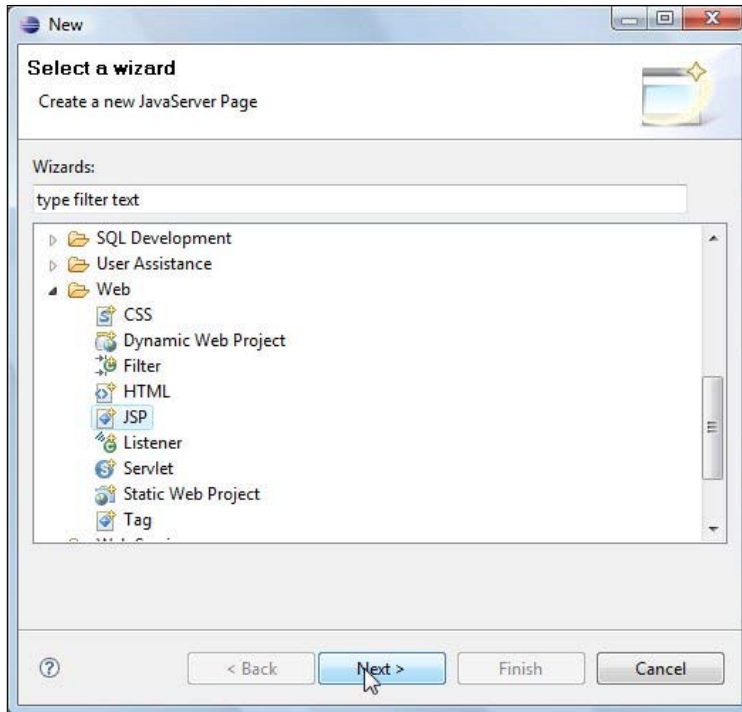 New
Select a wizard
Create a new JavaServer Page
Wizards:
type filter text
SQL Development
User Assistance
Web
CSS
Dynamic Web Project
Filter
HTML
JSP
Listener
Servlet
Static Web Project
Tag
< Back Next > Finish Cancel